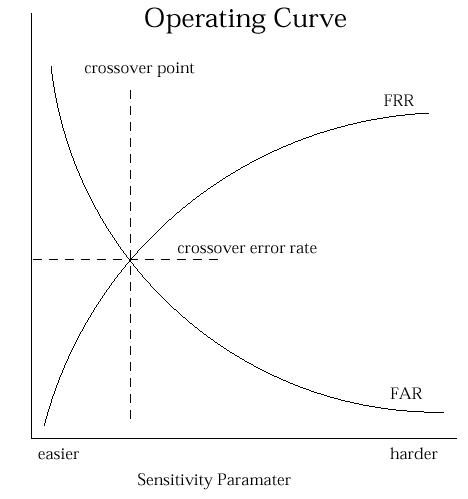 Operating Curve
crossover point
FRR
crossover error rate
FAR
easier
harder
Sensitivity Paramater